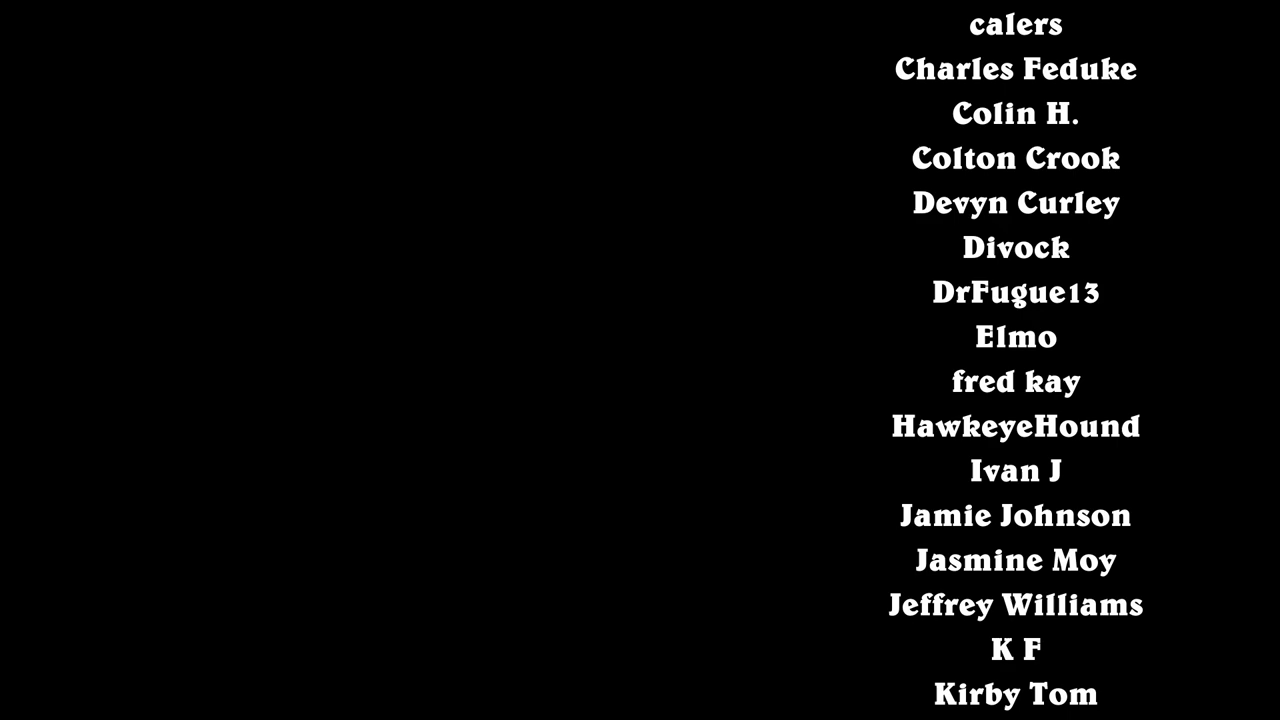 calers
Charles Feduke
Colin H.
Colton Crook
Devyn Curley
Divock
DrFugue13
Elmo
fred kay
HawkeyeHound
Ivan J
Jamie Johnson
Jasmine Moy
Jeffrey Williams
K F
Kirby Tom